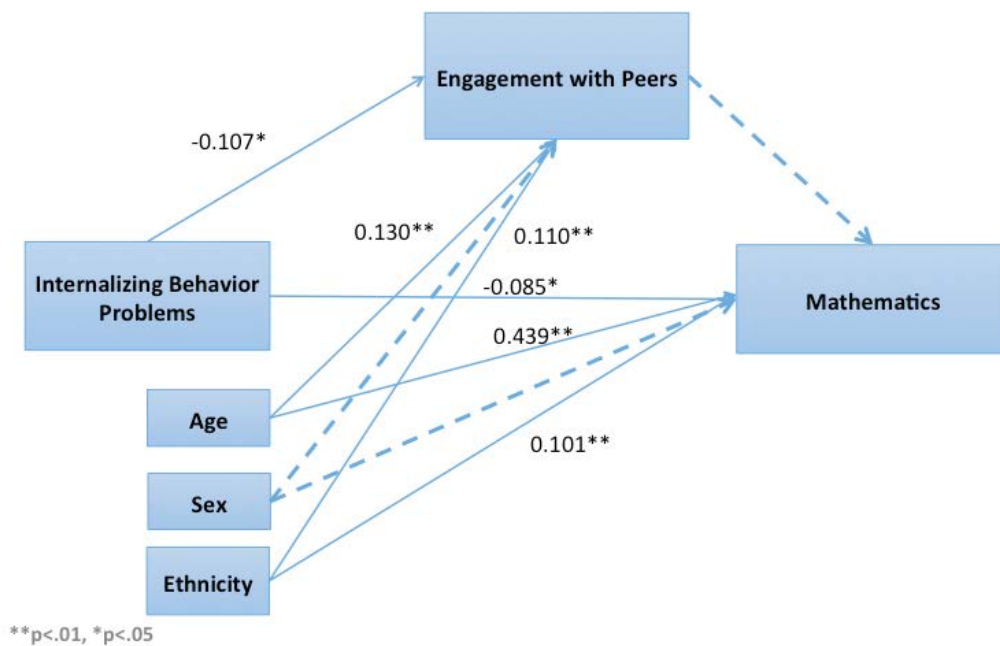 Engagement with Peers
-0.107*
0.130**
0.110**
Internalizing Behavior
Problems
-0.085*
Mathematics
0.439**
Age
0.101**
Sex
Ethnicity
**p<.01, *p<.05